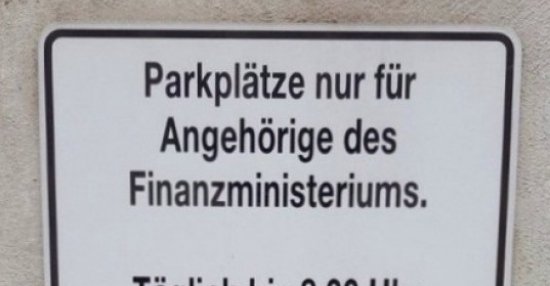 Parkplätze nur für
Angehörige des
Finanzministeriums.